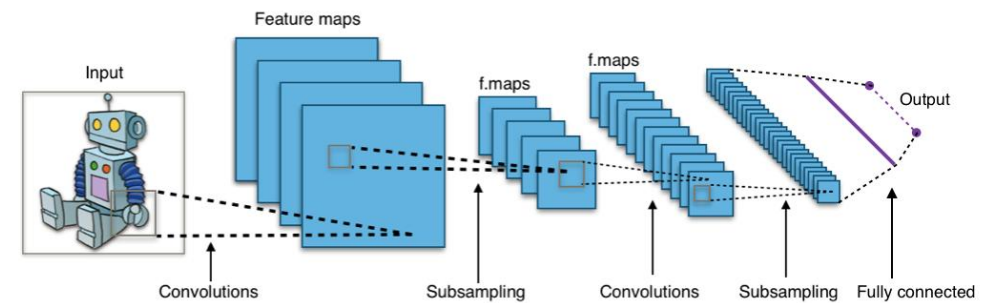 Feature maps
Input
f.maps
f.maps
Output
Convolutions
Subsampling
Convolutions
Subsampling
Fully connected